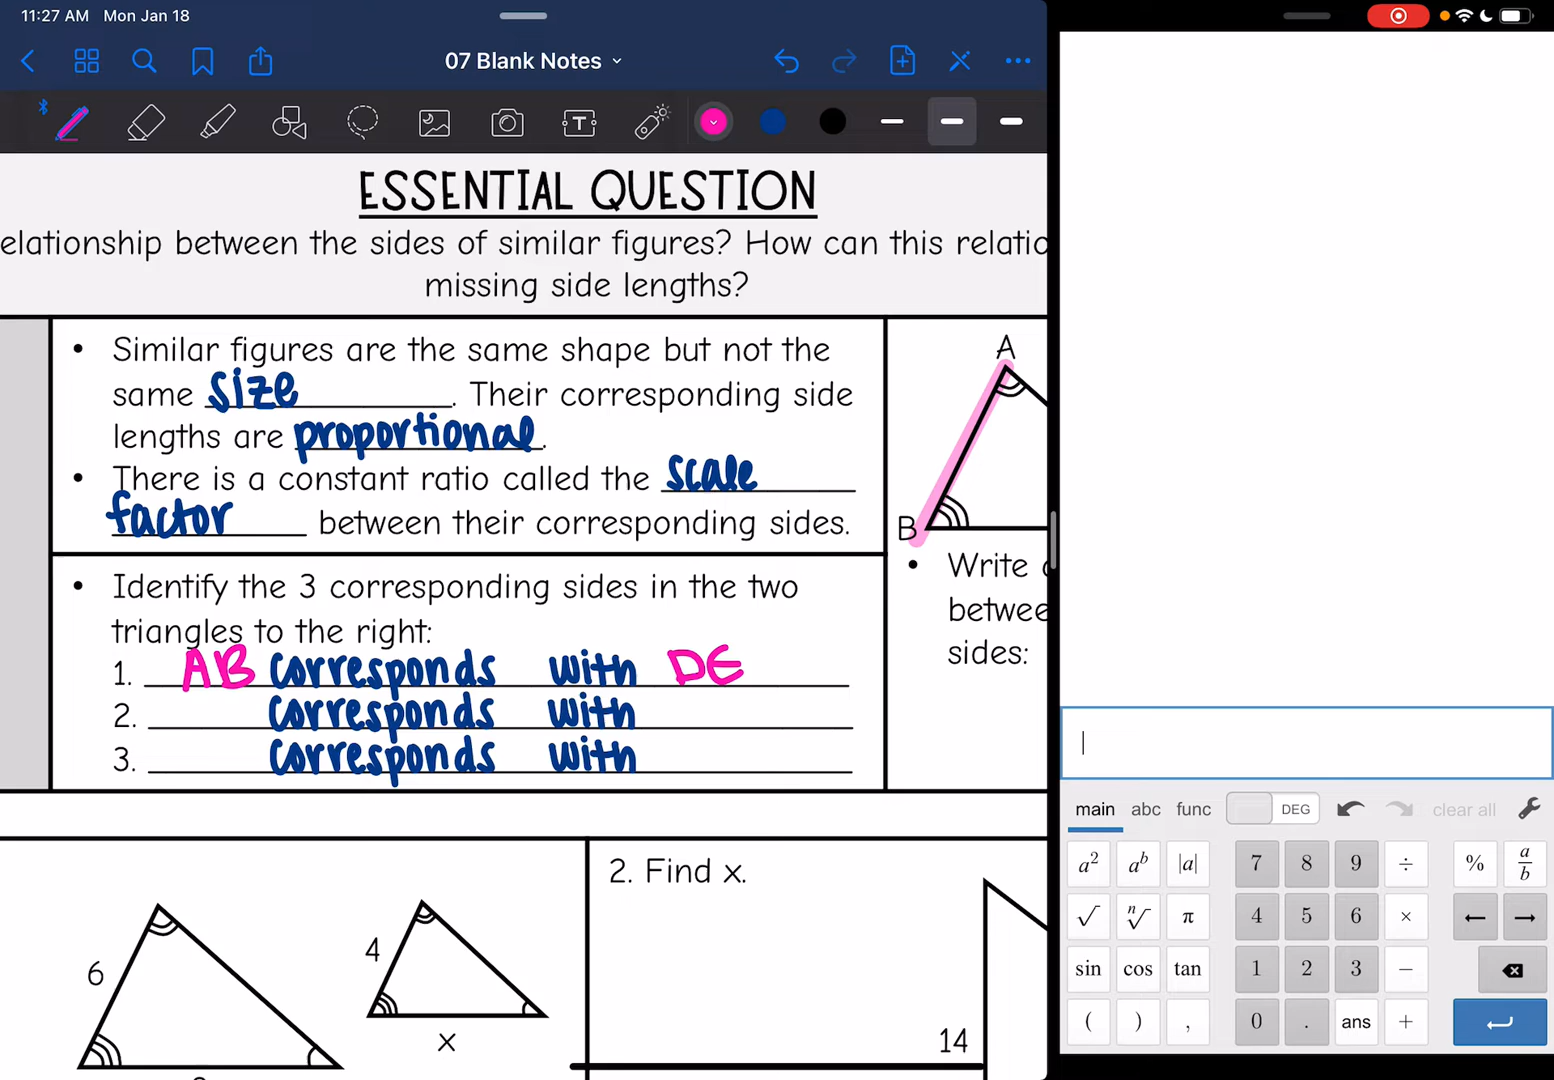 11:27 AM Mon Jan 18
07 Blank Notes
T
ESSENTIAL QUESTION
elationship between the sides of similar figures? How can this relatio
missing side lengths?
• Similar figures are the same shape but not the
same size. Their corresponding side
lengths are proportional.
• There is a constant ratio called the scale
factor between their corresponding sides.
A
B
• Identify the 3 corresponding sides in the two
triangles to the right:
1. AB corresponds with DE
2. corresponds with
3. corresponds with
• Write
betwee
sides:
6
4
x
2. Find x.
14
main abc func DEG clear all
a² aᵇ |a| 7 8 9 ÷ % a/b
√ ⁿ√ π 4 5 6 × ← →
sin cos tan 1 2 3 −
( ) , 0 . ans +